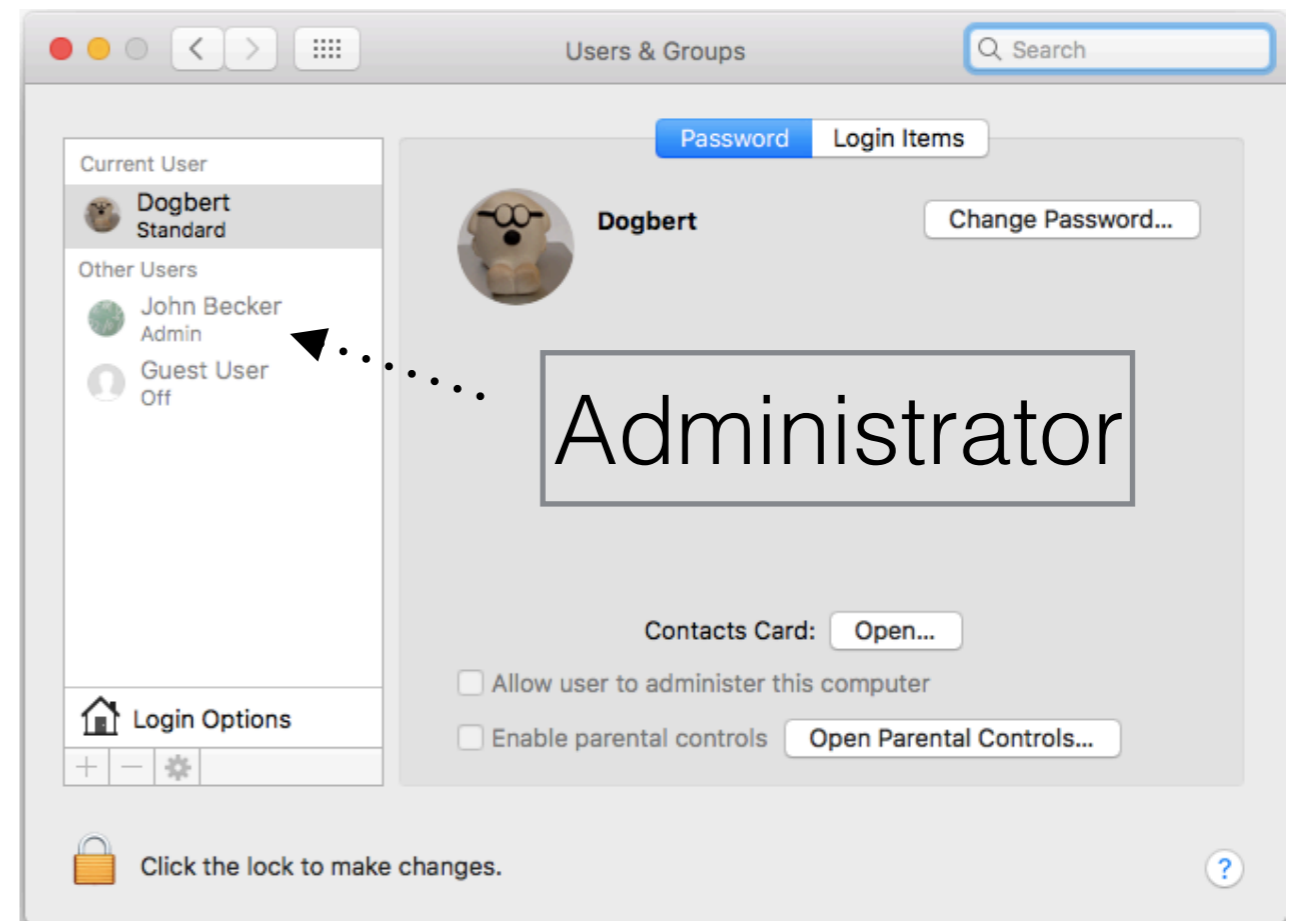 Users & Groups
Search
Password
Login Items
Current User
Dogbert
Standard
Other Users
John Becker
Admin
Guest User
Off
Login Options
Dogbert
Change Password...
Administrator
Contacts Card:
Open...
Allow user to administer this computer
Enable parental controls
Open Parental Controls...
Click the lock to make changes.
?